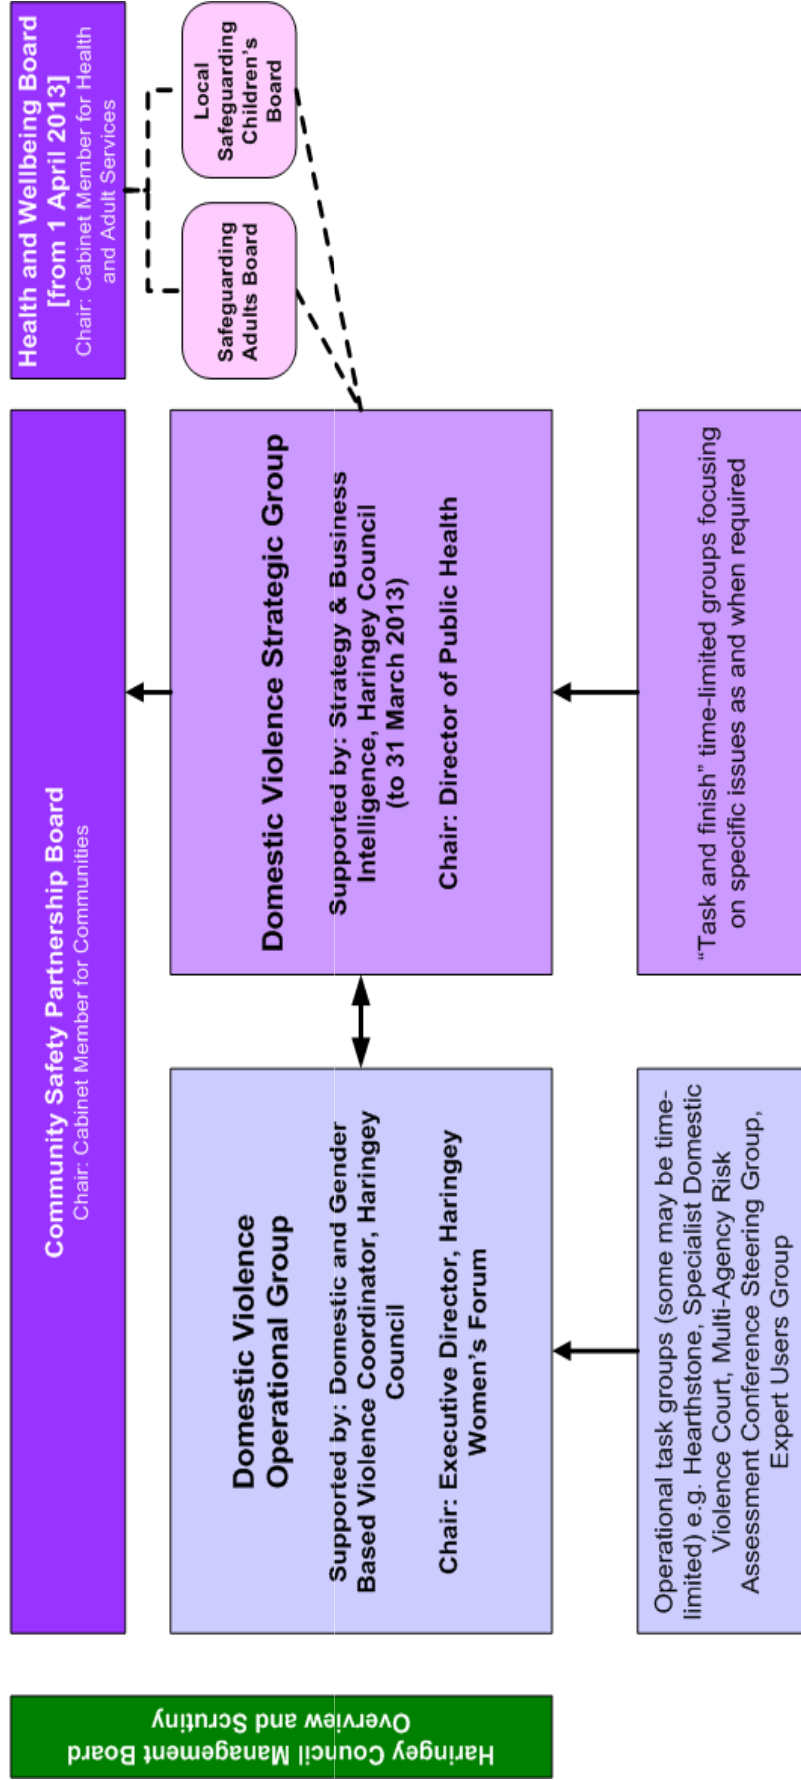 Haringey Council Management Board
Overview and Scrutiny
Community Safety Partnership Board
Chair: Cabinet Member for Communities
Health and Wellbeing Board
[from 1 April 2013]
Chair: Cabinet Member for Health
and Adult Services
Safeguarding
Adults Board
Local
Safeguarding
Children's
Board
Domestic Violence
Operational Group
Supported by: Domestic and Gender
Based Violence Coordinator, Haringey
Council
Chair: Executive Director, Haringey
Women's Forum
Domestic Violence Strategic Group
Supported by: Strategy & Business
Intelligence, Haringey Council
(to 31 March 2013)
Chair: Director of Public Health
Operational task groups (some may be time-
limited) e.g. Hearthstone, Specialist Domestic
Violence Court, Multi-Agency Risk
Assessment Conference Steering Group,
Expert Users Group
“Task and finish” time-limited groups focusing
on specific issues as and when required